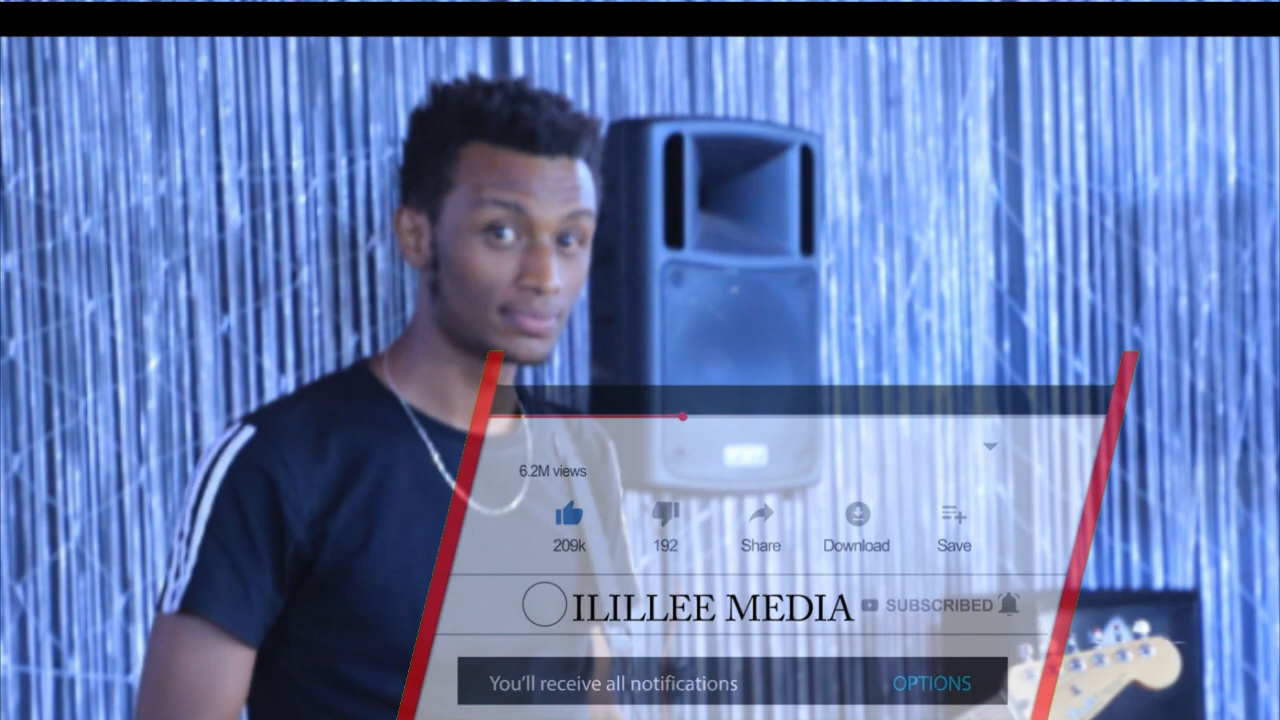 6.2M views
209k 192 Share Download Save
ILILLEE MEDIA SUBSCRIBED
You'll receive all notifications OPTIONS